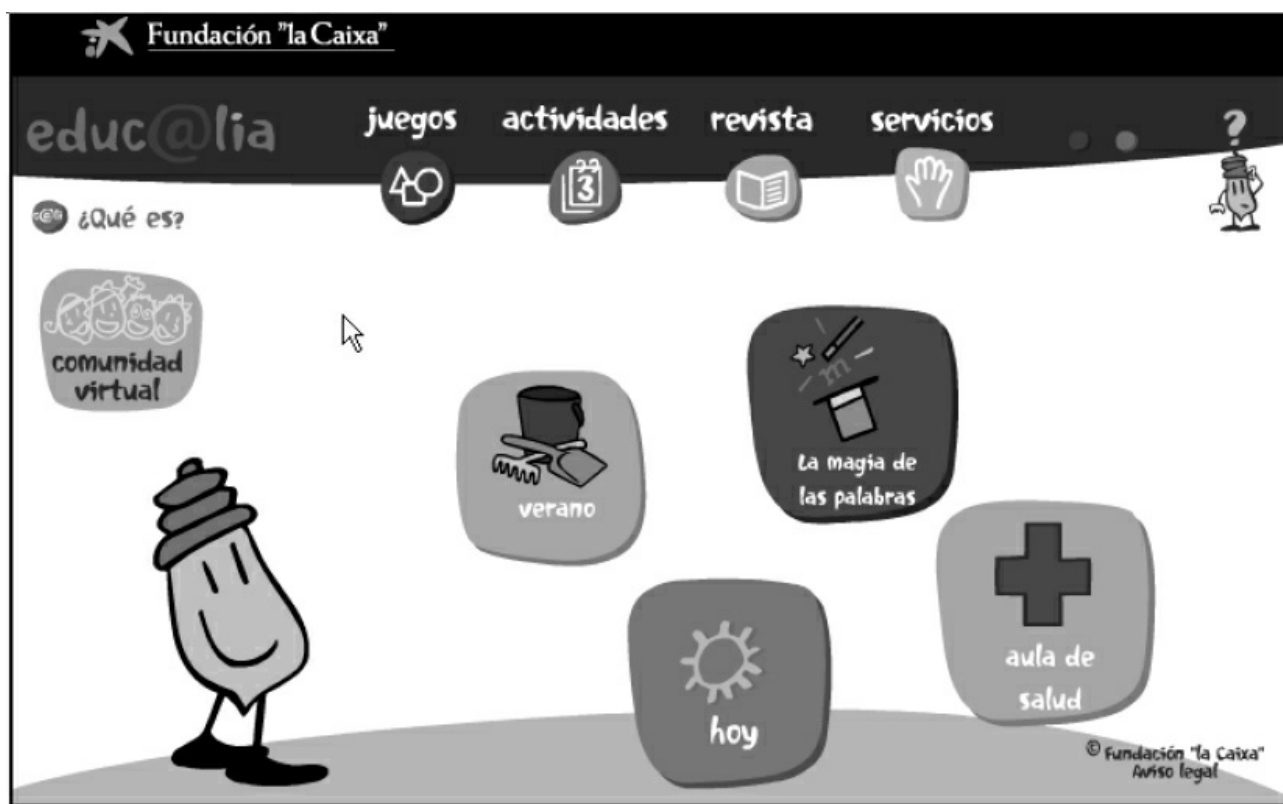 Fundación "la Caixa"
educ@lia
juegos
actividades
revista
servicios
3
?
¿Qué es?
comunidad
virtual
m
La magia de
las palabras
verano
aula de
salud
hoy
© Fundación "la Caixa"
Aviso legal